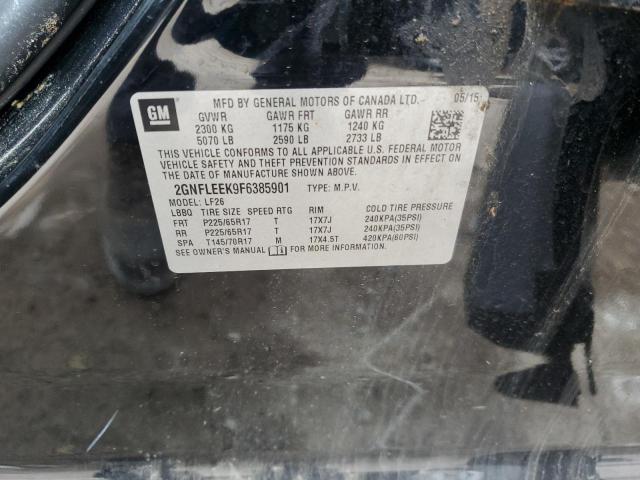 GM
MFD BY GENERAL MOTORS OF CANADA LTD. 05/15
GVWR GAWR FRT GAWR RR
2300 KG 1175 KG 1240 KG
5070 LB 2590 LB 2733 LB
THIS VEHICLE CONFORMS TO ALL APPLICABLE U.S. FEDERAL MOTOR
VEHICLE SAFETY AND THEFT PREVENTION STANDARDS IN EFFECT ON
THE DATE OF MANUFACTURE SHOWN ABOVE.
2GNFLEEK9F6385901 TYPE: M.P.V.
MODEL: LF26
LBBQ TIRE SIZE SPEED RTG RIM COLD TIRE PRESSURE
FRT P225/65R17 T 17X7J 240KPA(35PSI)
RR P225/65R17 T 17X7J 240KPA(35PSI)
SPA T145/70R17 M 17X4.5T 420KPA(60PSI)
SEE OWNER'S MANUAL FOR ADDITIONAL INFORMATION.